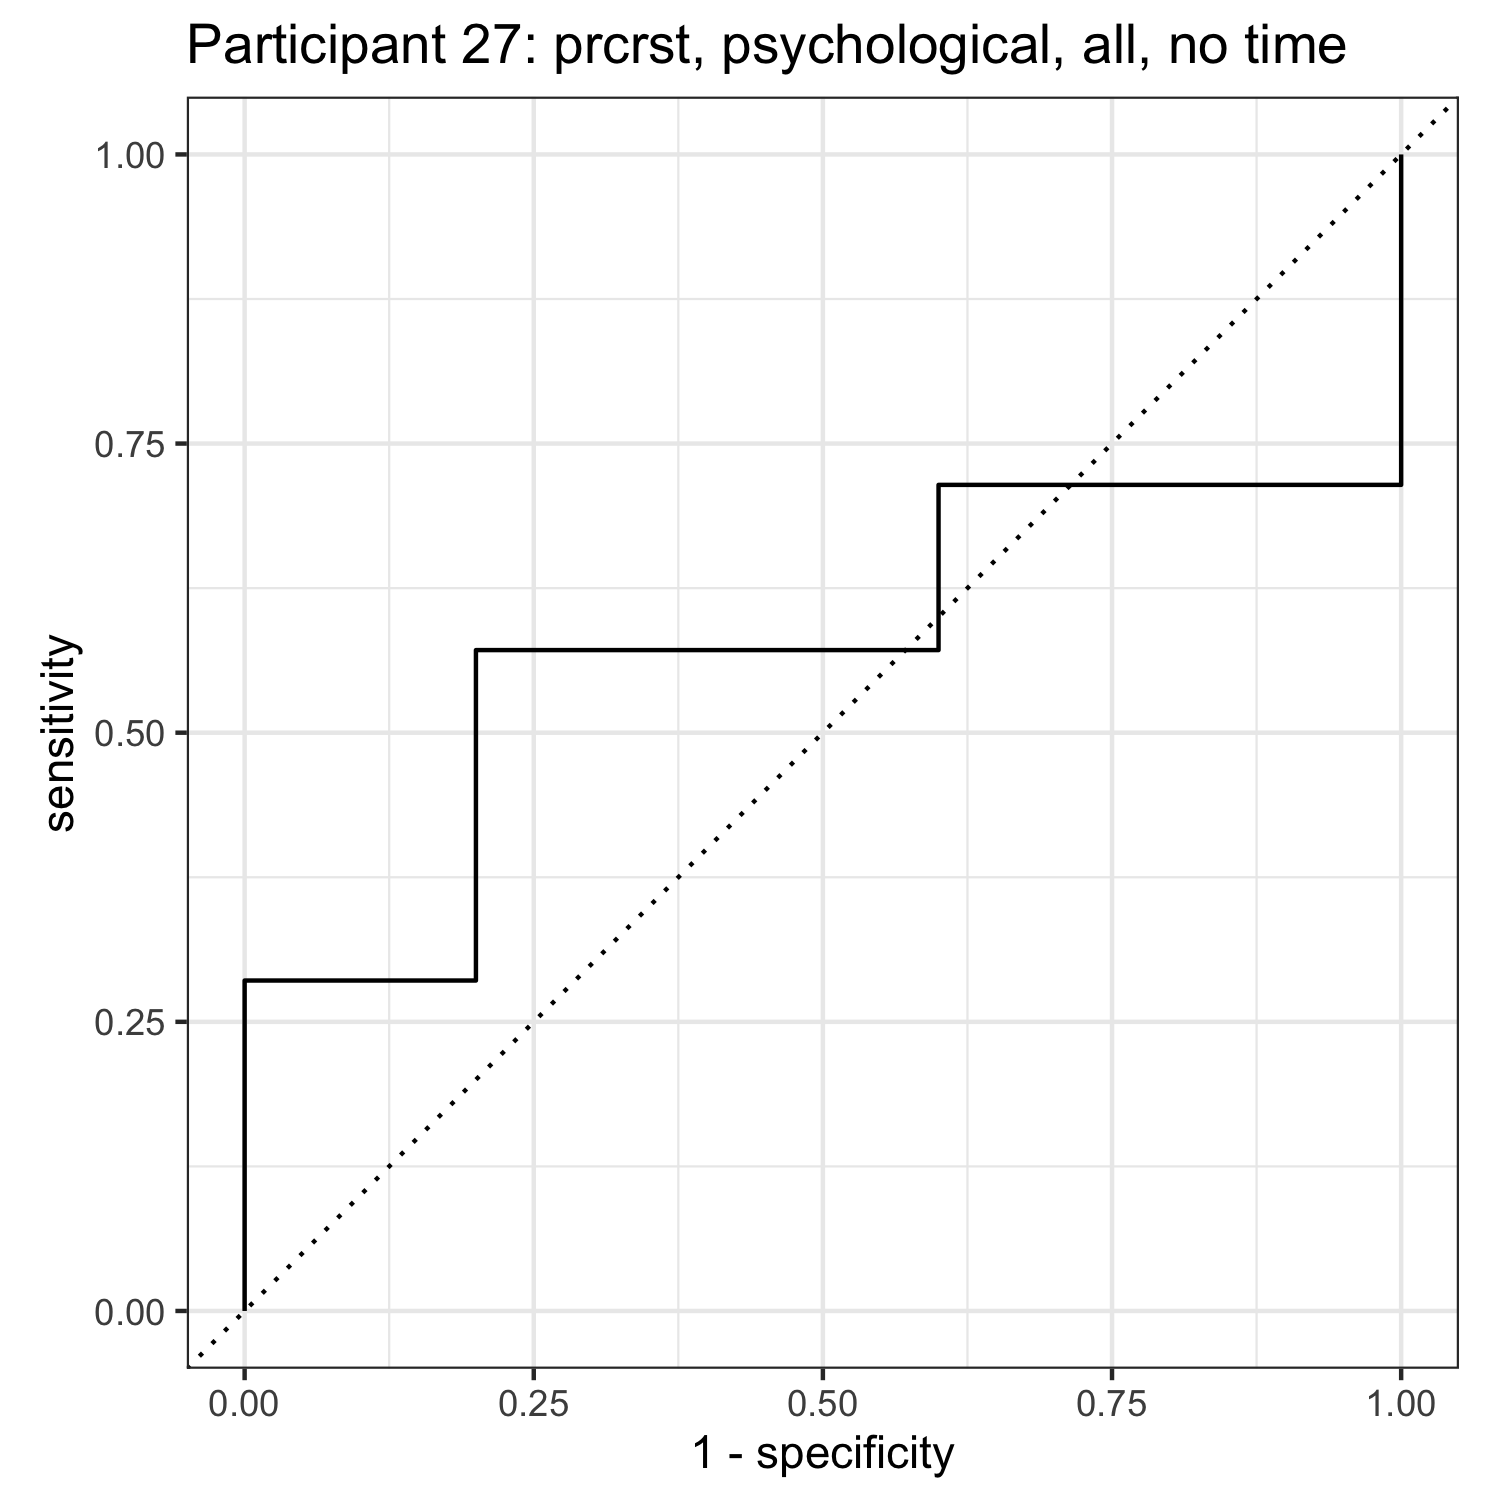 Participant 27: prcrst, psychological, all, no time
1.00
0.75
0.50
0.25
0.00
sensitivity
0.00 0.25 0.50 0.75 1.00
1 - specificity